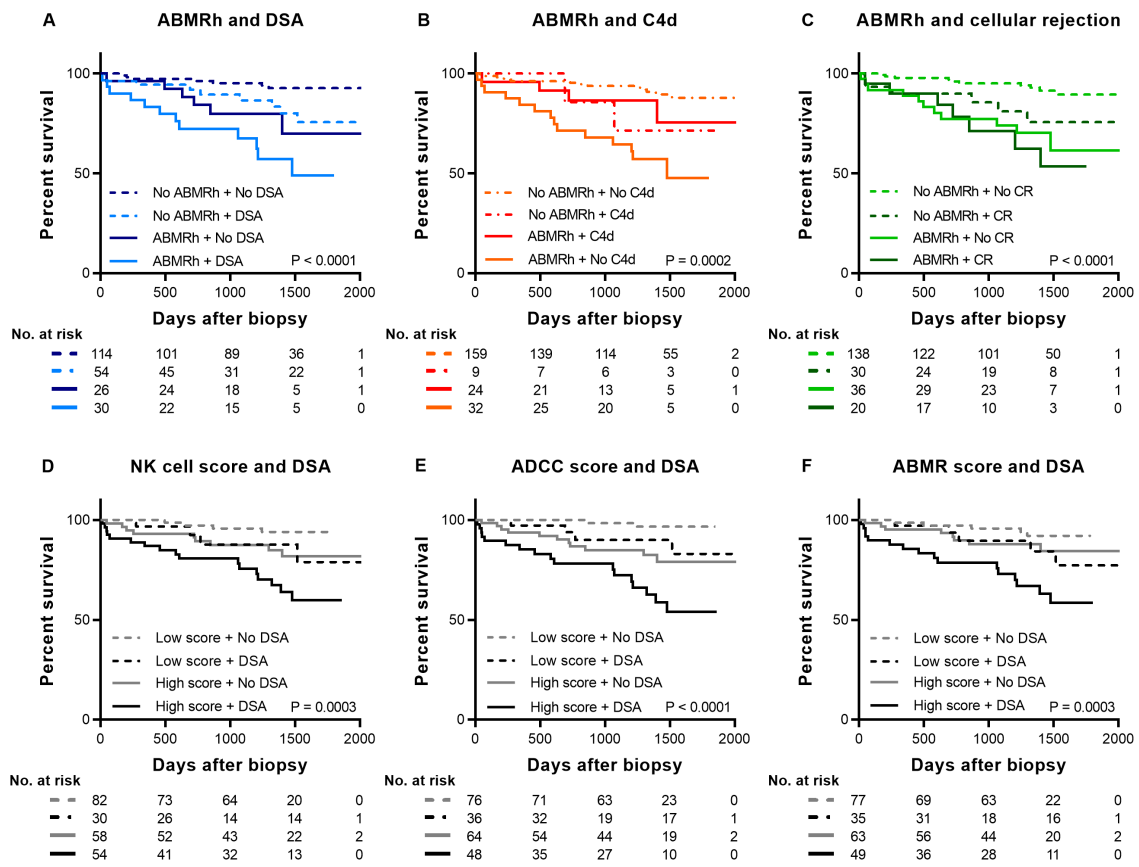 A ABMRh and DSA
Percent survival
100
50
0
No ABMRh + No DSA
No ABMRh + DSA
ABMRh + No DSA
ABMRh + DSA
P < 0.0001
0 500 1000 1500 2000
Days after biopsy
No. at risk
114 101 89 36 1
54 45 31 22 1
26 24 18 5 1
30 22 15 5 0
B ABMRh and C4d
Percent survival
100
50
0
No ABMRh + No C4d
No ABMRh + C4d
ABMRh + C4d
ABMRh + No C4d
P = 0.0002
0 500 1000 1500 2000
Days after biopsy
No. at risk
159 139 114 55 2
9 7 6 3 0
24 21 13 5 1
32 25 20 5 0
C ABMRh and cellular rejection
Percent survival
100
50
0
No ABMRh + No CR
No ABMRh + CR
ABMRh + No CR
ABMRh + CR
P < 0.0001
0 500 1000 1500 2000
Days after biopsy
No. at risk
138 122 101 50 1
30 24 19 8 1
36 29 23 7 1
20 17 10 3 0
D NK cell score and DSA
Percent survival
100
50
0
Low score + No DSA
Low score + DSA
High score + No DSA
High score + DSA
P = 0.0003
0 500 1000 1500 2000
Days after biopsy
No. at risk
82 73 64 20 0
30 26 14 14 1
58 52 43 22 2
54 41 32 13 0
E ADCC score and DSA
Percent survival
100
50
0
Low score + No DSA
Low score + DSA
High score + No DSA
High score + DSA
P < 0.0001
0 500 1000 1500 2000
Days after biopsy
No. at risk
76 71 63 23 0
36 32 19 17 1
64 54 44 19 2
48 35 27 10 0
F ABMR score and DSA
Percent survival
100
50
0
Low score + No DSA
Low score + DSA
High score + No DSA
High score + DSA
P = 0.0003
0 500 1000 1500 2000
Days after biopsy
No. at risk
77 69 63 22 0
35 31 18 16 1
63 56 44 20 2
49 36 28 11 0